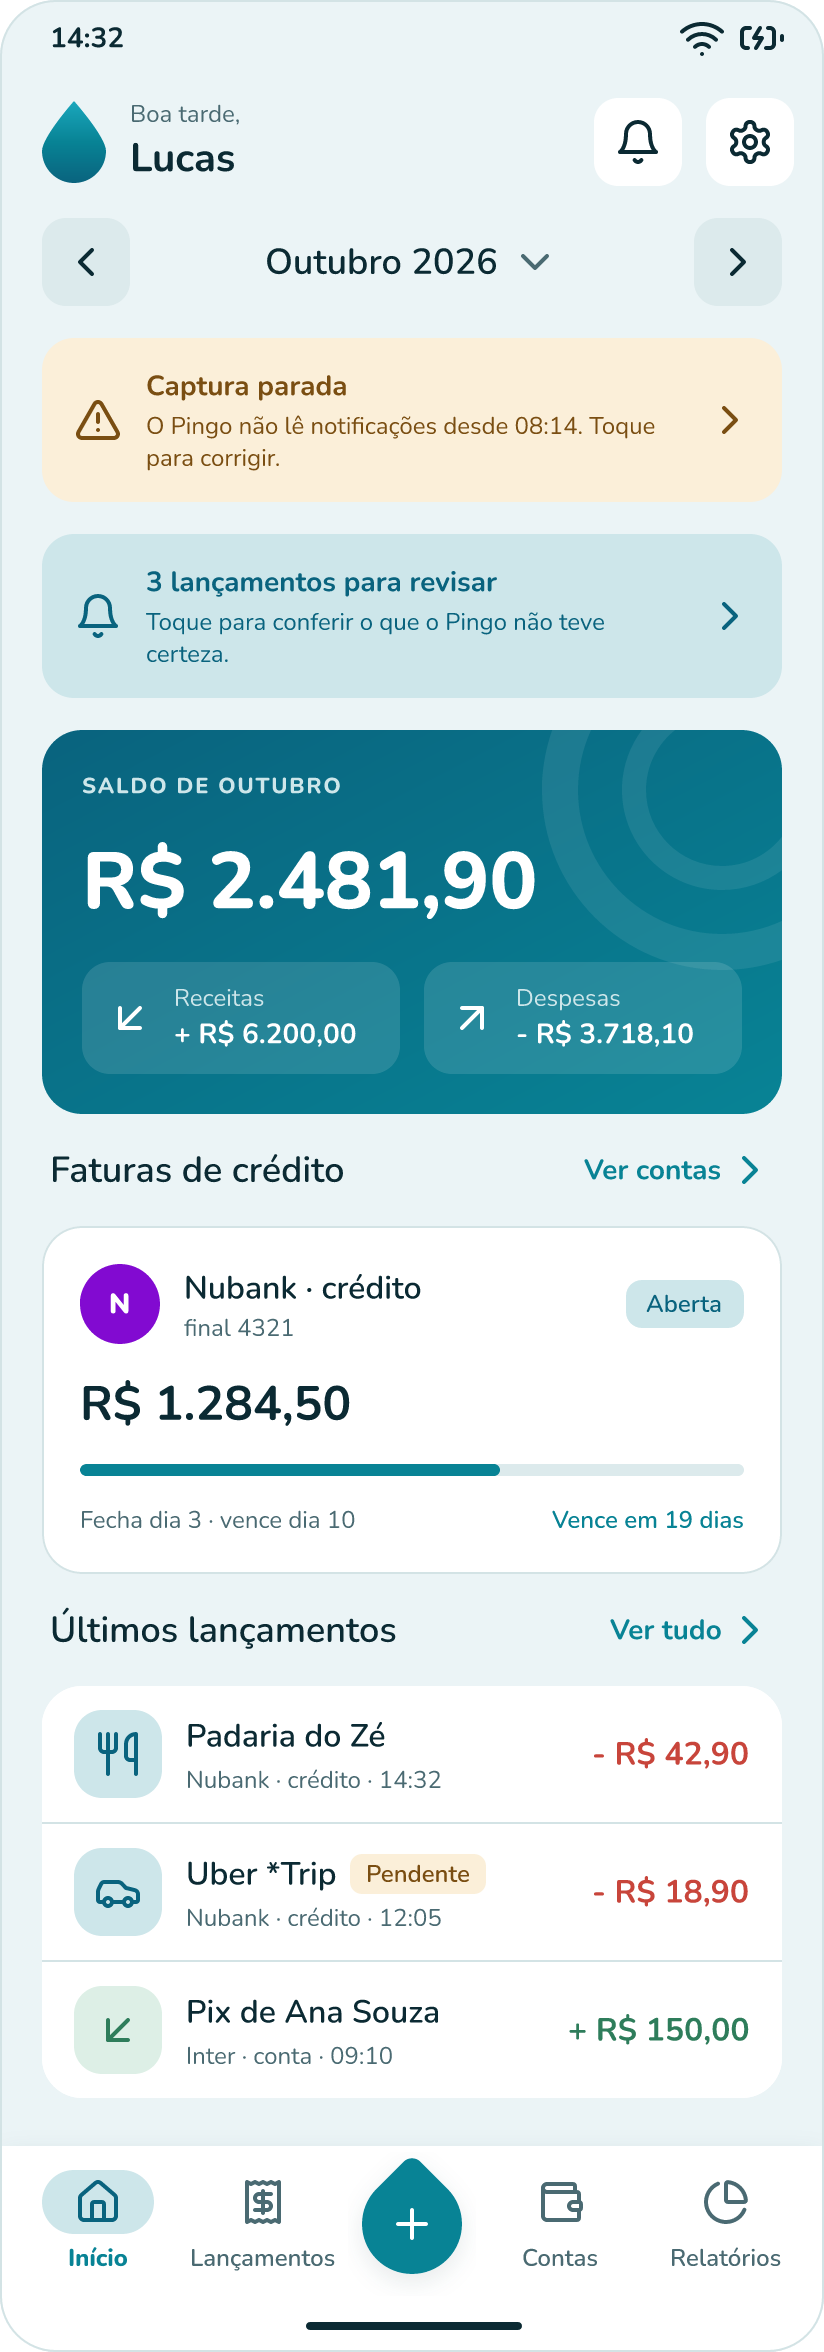 14:32
Boa tarde,
Lucas
Outubro 2026
Captura parada
O Pingo não lê notificações desde 08:14. Toque
para corrigir.
3 lançamentos para revisar
Toque para conferir o que o Pingo não teve
certeza.
SALDO DE OUTUBRO
R$ 2.481,90
Receitas
+ R$ 6.200,00
Despesas
- R$ 3.718,10
Faturas de crédito
Ver contas
N
Nubank · crédito
final 4321
Aberta
R$ 1.284,50
Fecha dia 3 · vence dia 10
Vence em 19 dias
Últimos lançamentos
Ver tudo
Padaria do Zé
Nubank · crédito · 14:32
- R$ 42,90
Uber *Trip
Pendente
Nubank · crédito · 12:05
- R$ 18,90
Pix de Ana Souza
Inter · conta · 09:10
+ R$ 150,00
Início
Lançamentos
Contas
Relatórios